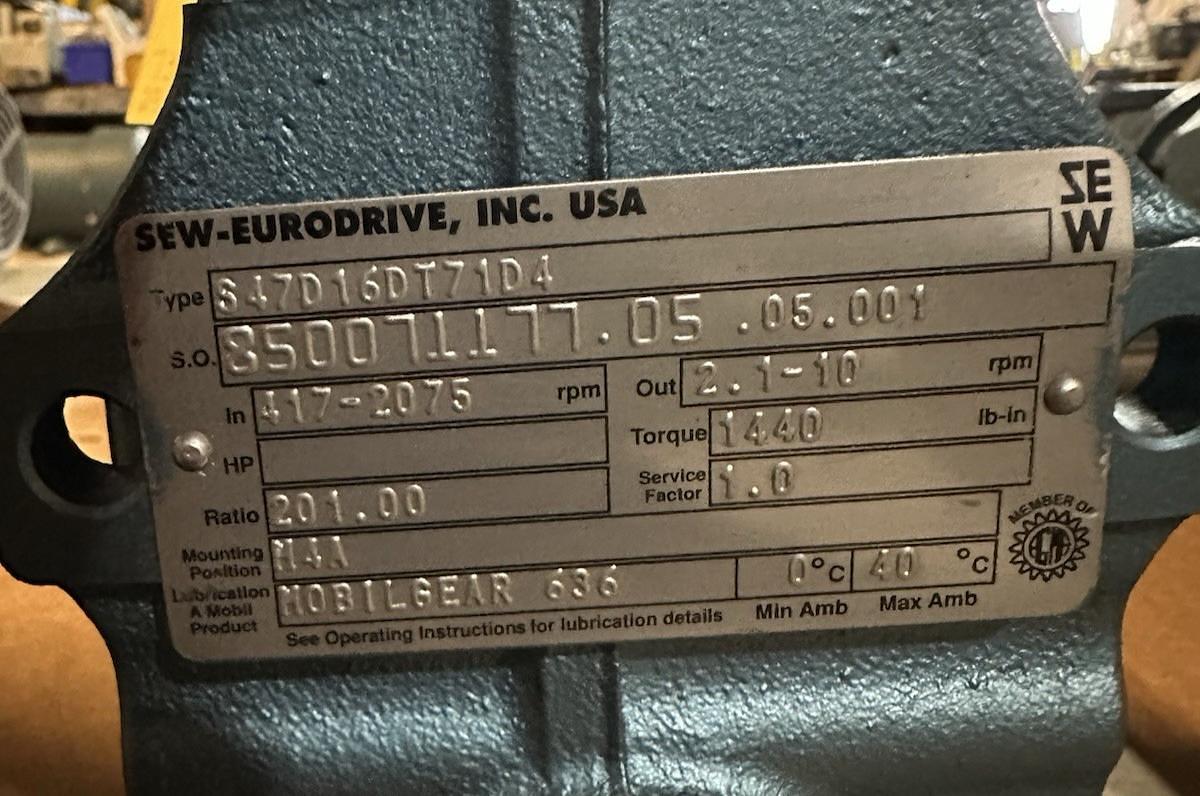 SEW-EURODRIVE, INC. USA
SEW
Type S47D16DT71D4
S.O. 850071177.05 .05.001
In 417-2075 rpm Out 2.1-10 rpm
HP Torque 1440 lb-in
Ratio 201.00 Service Factor 1.0
Mounting Position M4A
Lubrication A Mobil Product MOBILGEAR 636 0°C 40 °C
See Operating Instructions for lubrication details Min Amb Max Amb
MEMBER OF
AGMA